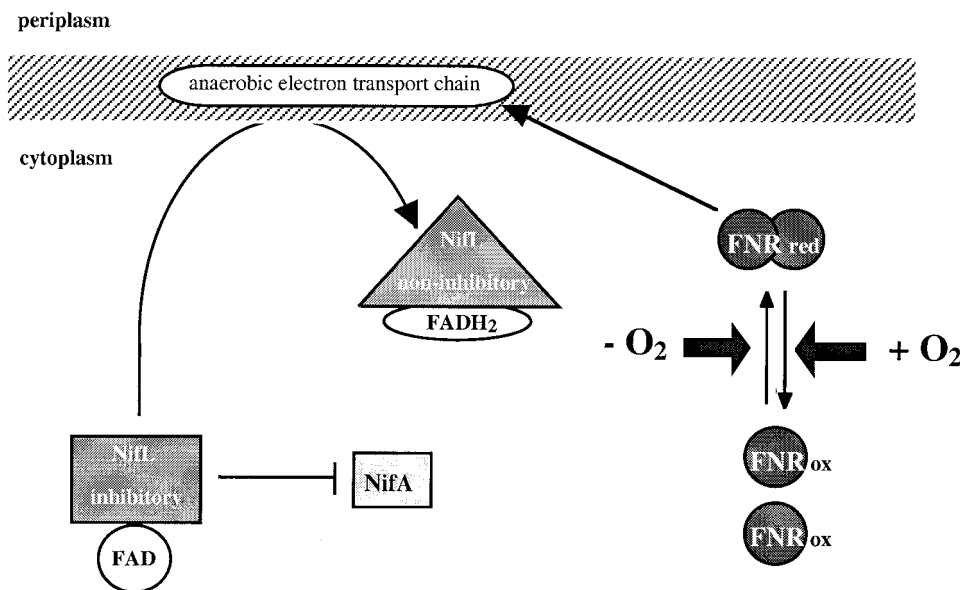 periplasm
anaerobic electron transport chain
cytoplasm
NifL
non-inhibitory
FADH₂
FNR red
- O₂
+ O₂
FNR ox
FNR ox
NifL
inhibitory
NifA
FAD